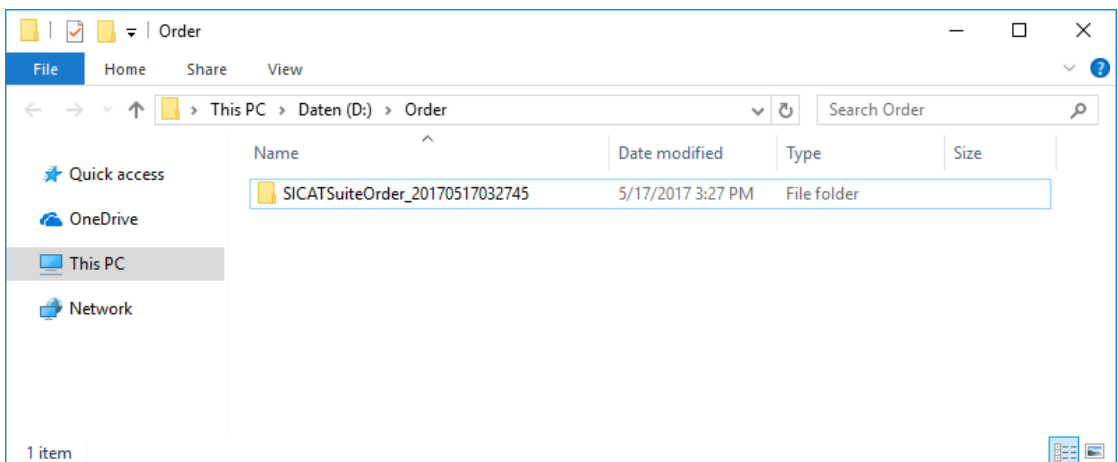 Order
File Home Share View
This PC > Daten (D:) > Order Search Order
Name Date modified Type Size
Quick access
SICATSuiteOrder_20170517032745 5/17/2017 3:27 PM File folder
OneDrive
This PC
Network
1 item